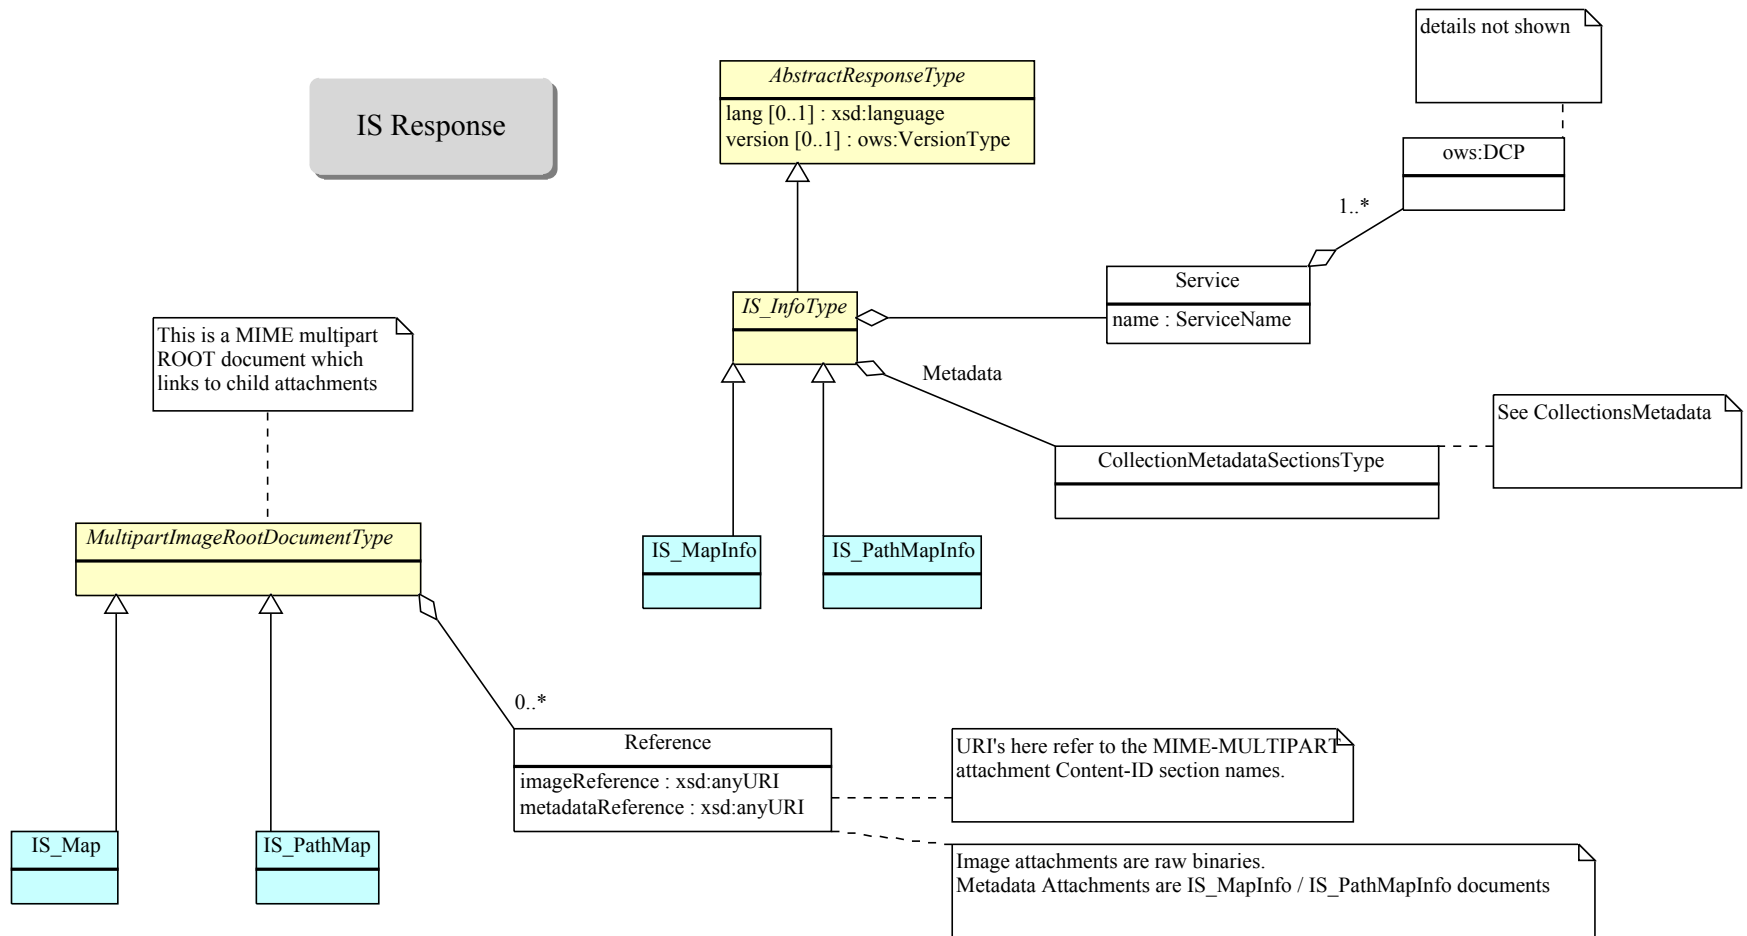 details not shown
AbstractResponseType
lang [0..1] : xsd:language
version [0..1] : ows:VersionType
IS Response
ows:DCP
1..*
Service
name : ServiceName
IS_InfoType
This is a MIME multipart
ROOT document which
links to child attachments
Metadata
See CollectionsMetadata
CollectionMetadataSectionsType
MultipartImageRootDocumentType
IS_MapInfo
IS_PathMapInfo
0..*
Reference
imageReference : xsd:anyURI
metadataReference : xsd:anyURI
URI's here refer to the MIME-MULTIPART
attachment Content-ID section names.
IS_Map
IS_PathMap
Image attachments are raw binaries.
Metadata Attachments are IS_MapInfo / IS_PathMapInfo documents